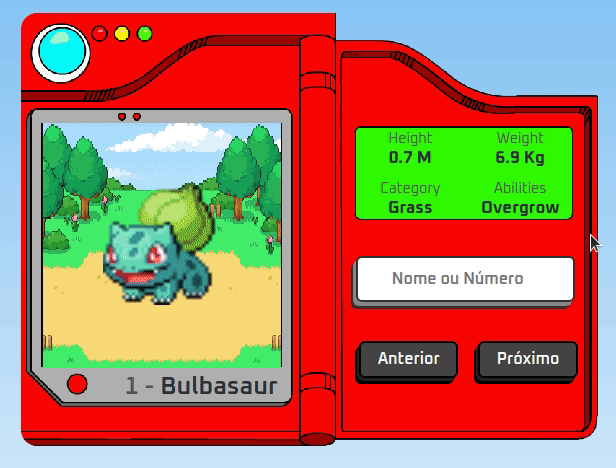 Height Weight
0.7 M 6.9 Kg
Category Abilities
Grass Overgrow
Nome ou Número
Anterior Próximo
1 - Bulbasaur